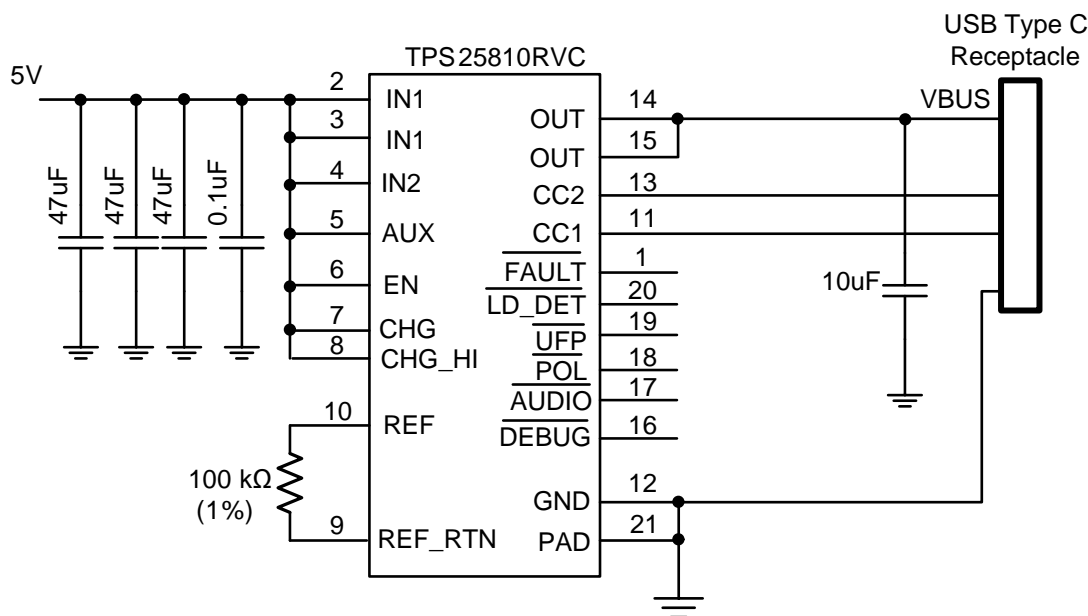 USB Type C
Receptacle
TPS25810RVC
5V
2
IN1
3
IN1
4
IN2
5
AUX
6
EN
7
CHG
8
CHG_HI
10
REF
9
REF_RTN
47uF
47uF
47uF
0.1uF
100 kΩ
(1%)
14
OUT
15
OUT
13
CC2
11
CC1
1
FAULT
20
LD_DET
19
UFP
18
POL
17
AUDIO
16
DEBUG
12
GND
21
PAD
VBUS
10uF